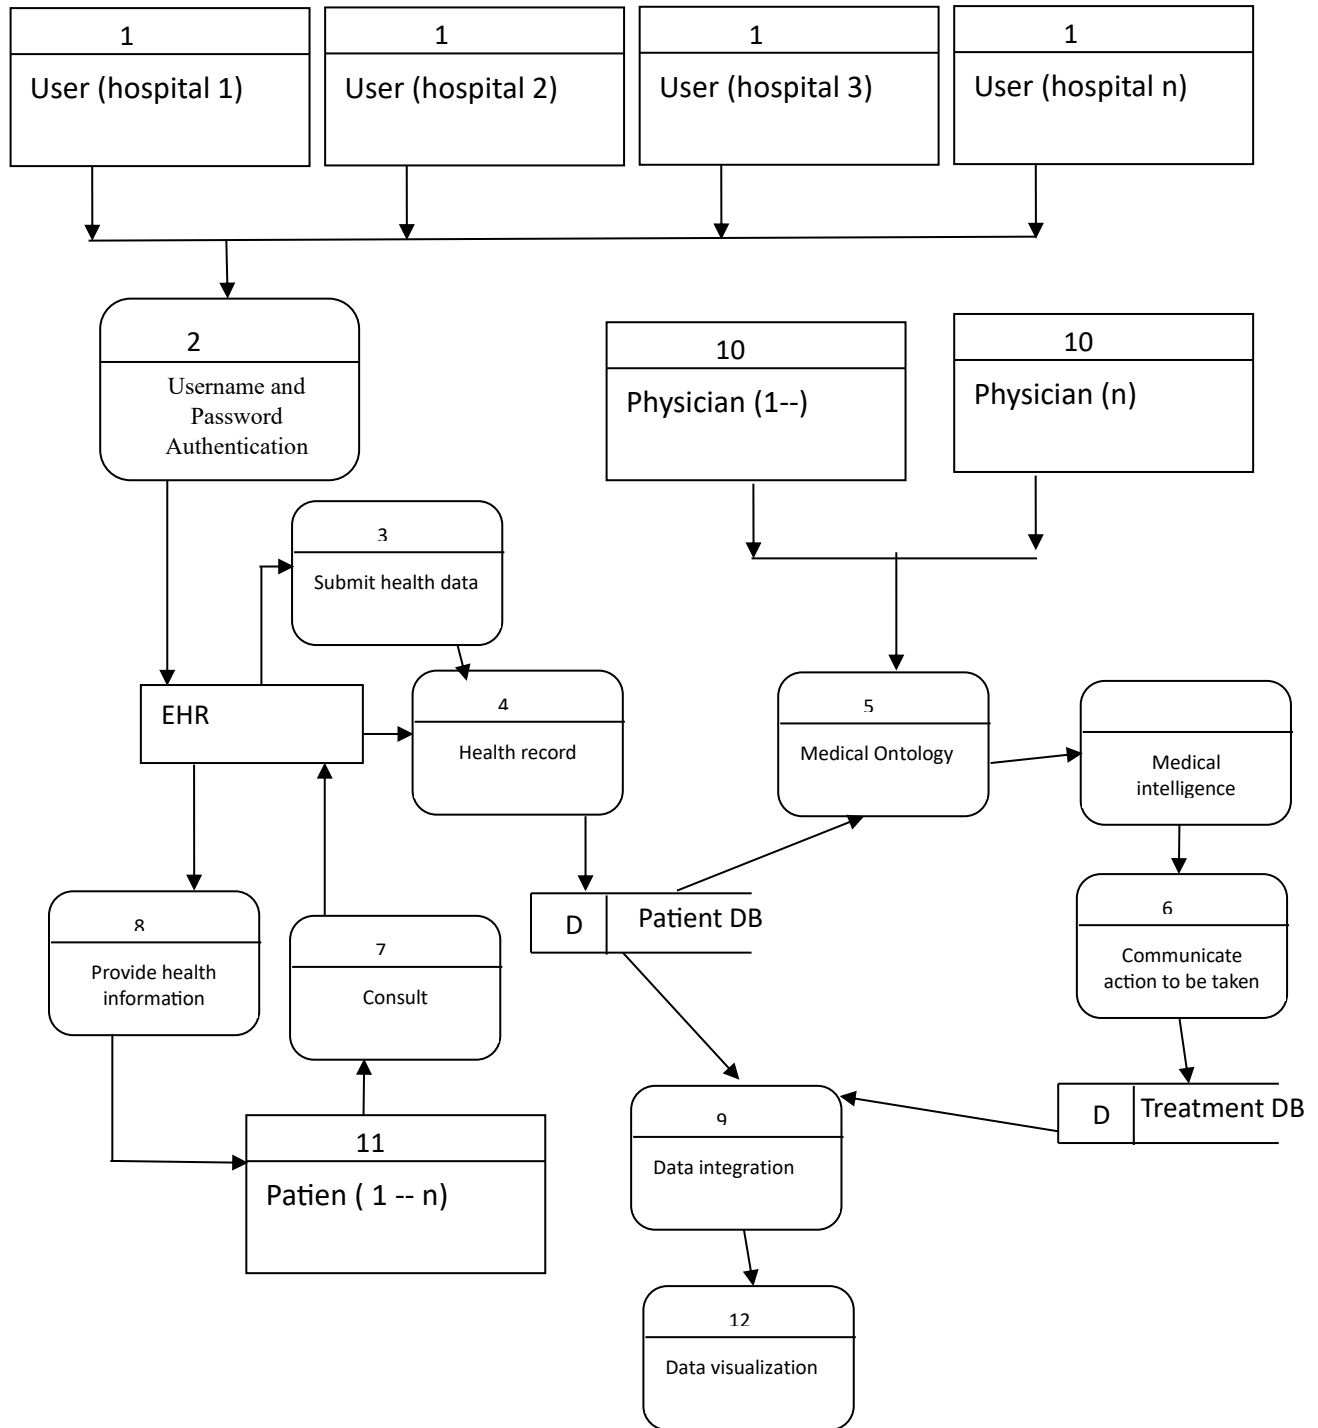 1
User (hospital 1)
1
User (hospital 2)
1
User (hospital 3)
1
User (hospital n)
2
Username and
Password
Authentication
10
Physician (1--)
10
Physician (n)
3
Submit health data
EHR
4
Health record
5
Medical Ontology
Medical
intelligence
8
Provide health
information
7
Consult
D
Patient DB
6
Communicate
action to be taken
11
Patien ( 1 -- n)
9
Data integration
D
Treatment DB
12
Data visualization